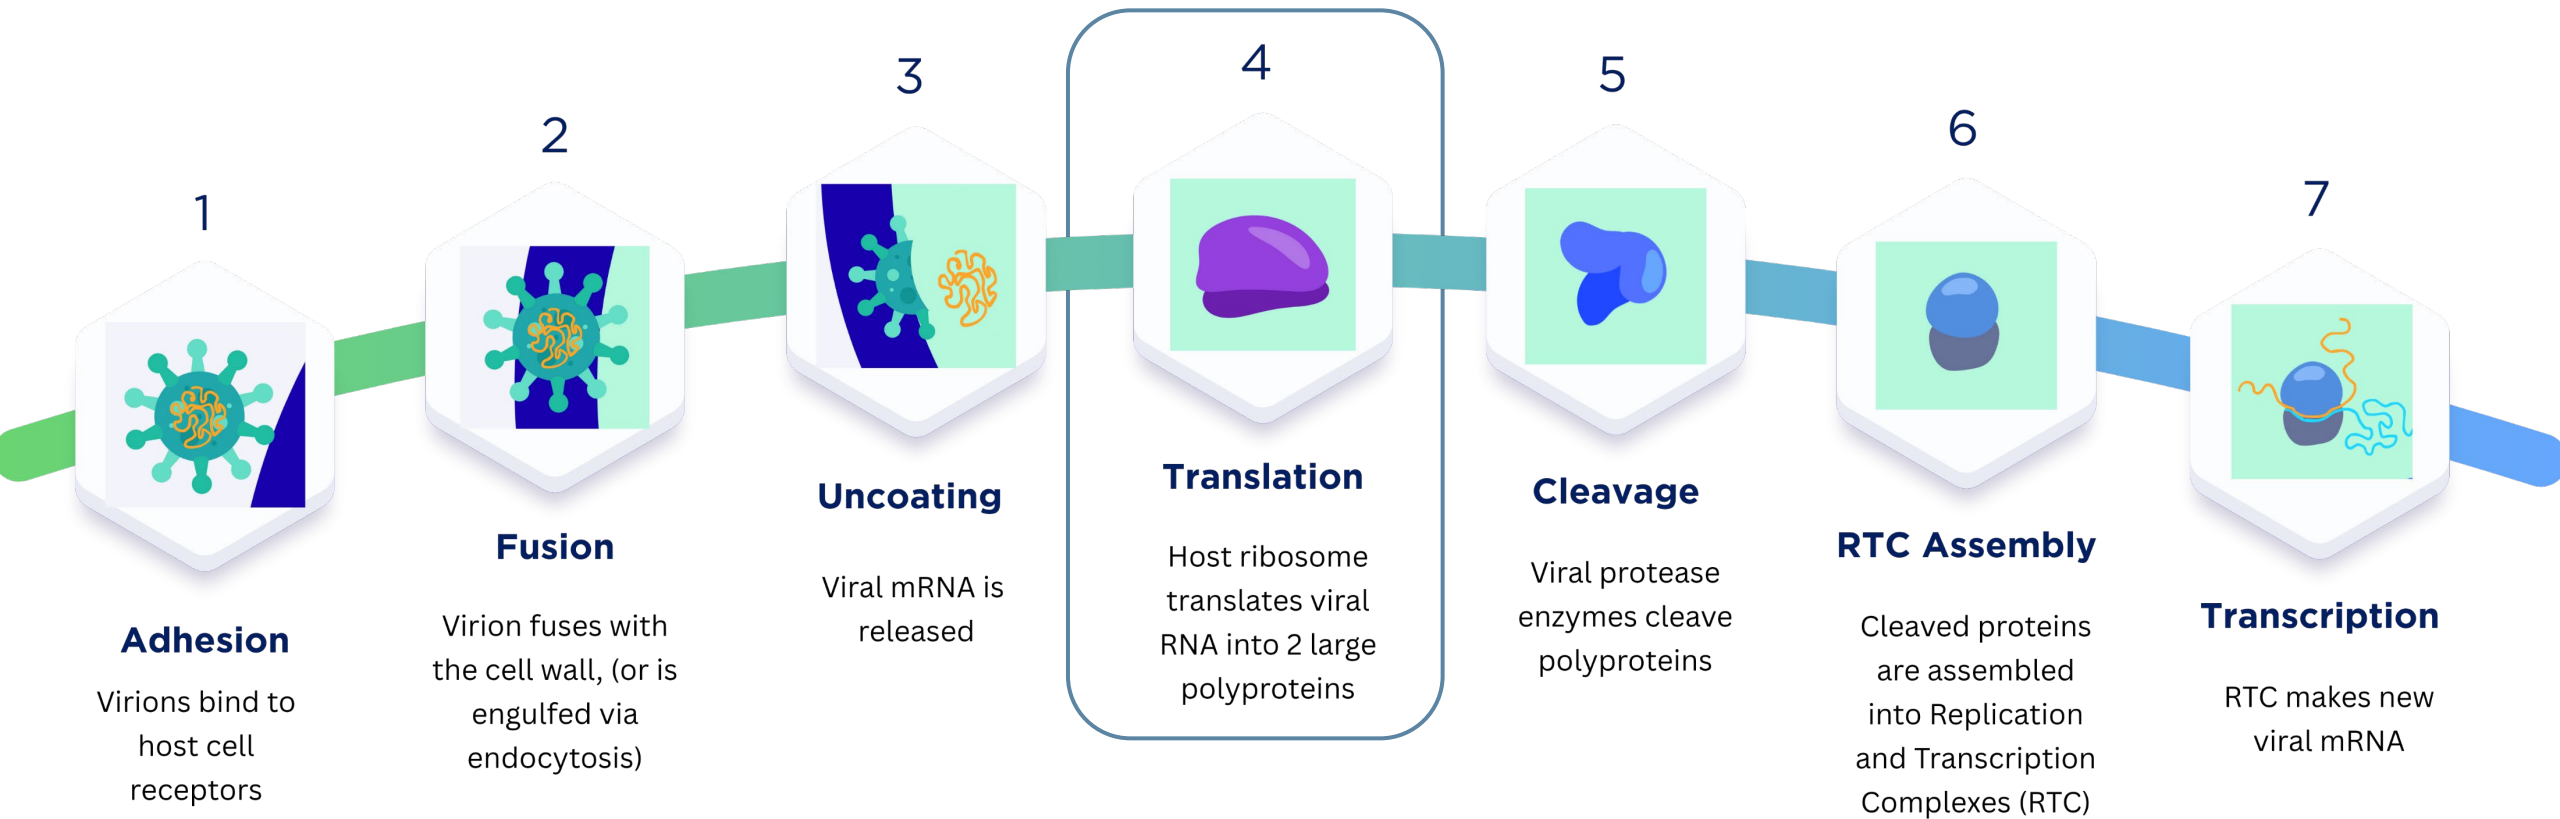 1
Adhesion
Virions bind to
host cell
receptors
2
Fusion
Virion fuses with
the cell wall, (or is
engulfed via
endocytosis)
3
Uncoating
Viral mRNA is
released
4
Translation
Host ribosome
translates viral
RNA into 2 large
polyproteins
5
Cleavage
Viral protease
enzymes cleave
polyproteins
6
RTC Assembly
Cleaved proteins
are assembled
into Replication
and Transcription
Complexes (RTC)
7
Transcription
RTC makes new
viral mRNA